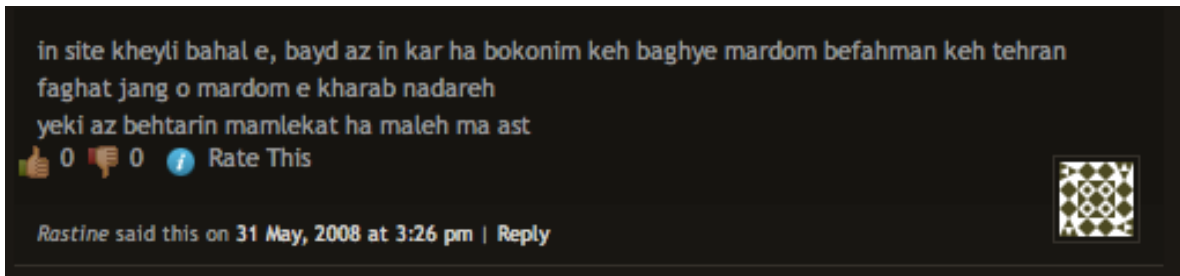 in site kheyli bahal e, bayd az in kar ha bokonim keh baghye mardom befahman keh tehran
faghat jang o mardom e kharab nadareh
yeki az behtarin mamlekat ha maleh ma ast
0 0 i Rate This
Rastine said this on 31 May, 2008 at 3:26 pm | Reply